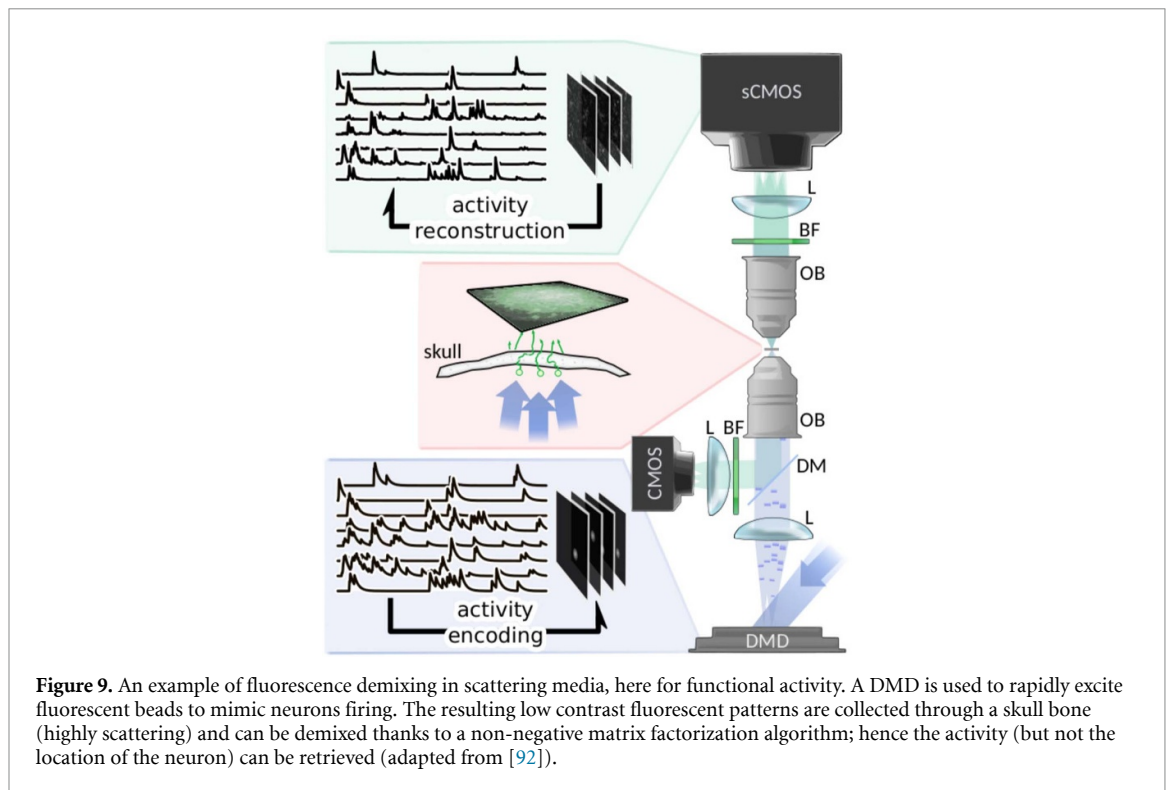 sCMOS
L
BF
OB
activity
reconstruction
skull
OB
L BF
CMOS
DM
L
activity
encoding
DMD
Figure 9. An example of fluorescence demixing in scattering media, here for functional activity. A DMD is used to rapidly excite
fluorescent beads to mimic neurons firing. The resulting low contrast fluorescent patterns are collected through a skull bone
(highly scattering) and can be demixed thanks to a non-negative matrix factorization algorithm; hence the activity (but not the
location of the neuron) can be retrieved (adapted from [92]).